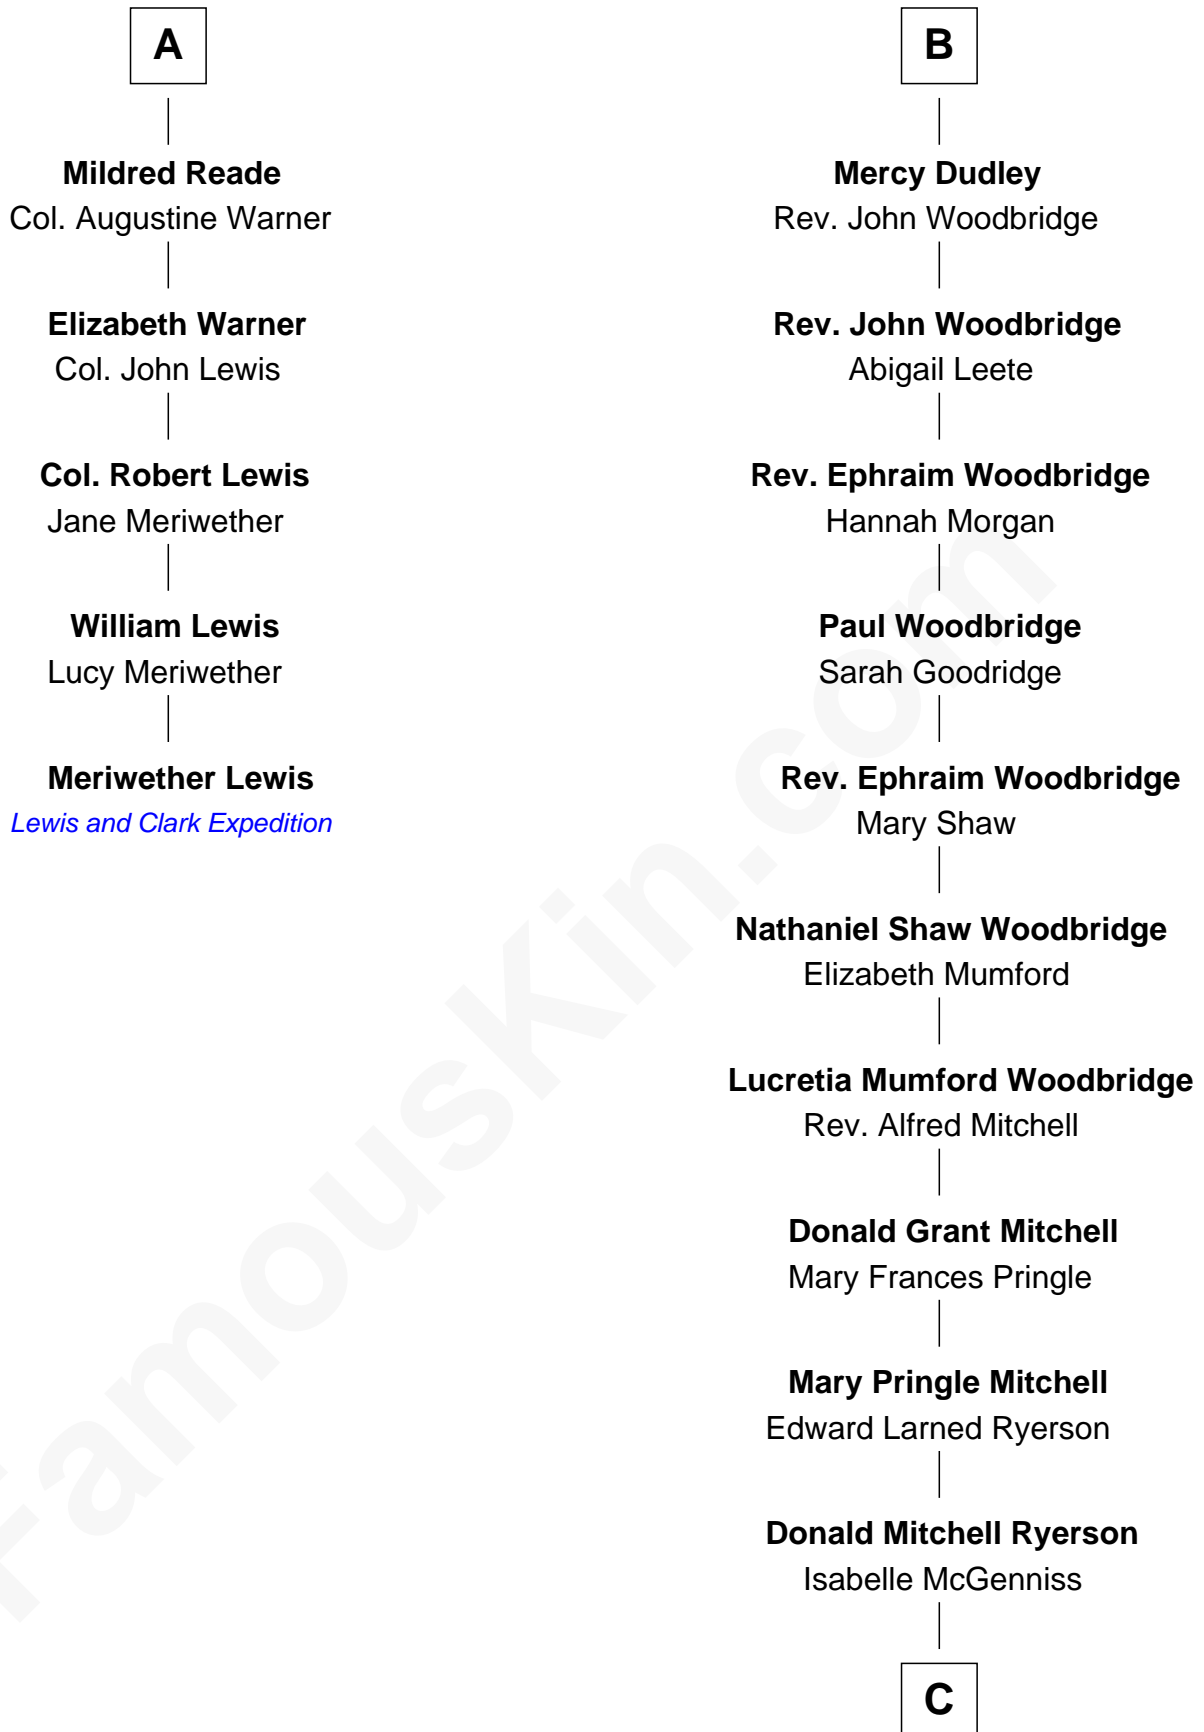 A
Mildred Reade
Col. Augustine Warner
Elizabeth Warner
Col. John Lewis
Col. Robert Lewis
Jane Meriwether
William Lewis
Lucy Meriwether
Meriwether Lewis
Lewis and Clark Expedition
B
Mercy Dudley
Rev. John Woodbridge
Rev. John Woodbridge
Abigail Leete
Rev. Ephraim Woodbridge
Hannah Morgan
Paul Woodbridge
Sarah Goodridge
Rev. Ephraim Woodbridge
Mary Shaw
Nathaniel Shaw Woodbridge
Elizabeth Mumford
Lucretia Mumford Woodbridge
Rev. Alfred Mitchell
Donald Grant Mitchell
Mary Frances Pringle
Mary Pringle Mitchell
Edward Larned Ryerson
Donald Mitchell Ryerson
Isabelle McGenniss
C
FamousKin.com